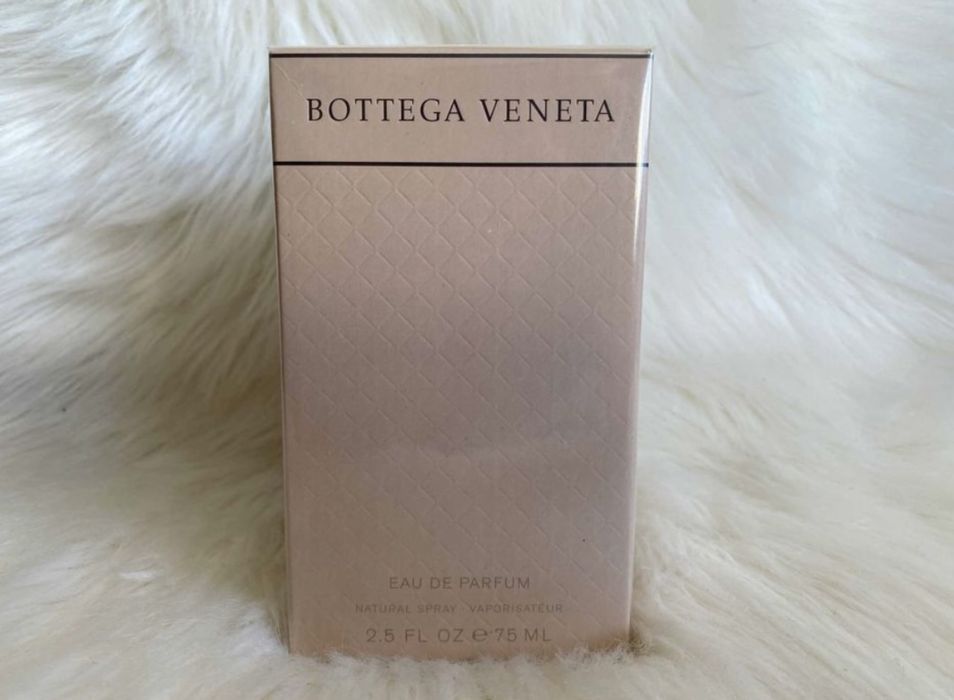 BOTTEGA VENETA
EAU DE PARFUM
NATURAL SPRAY · VAPORISATEUR
2.5 FL OZ ℮ 75 ML